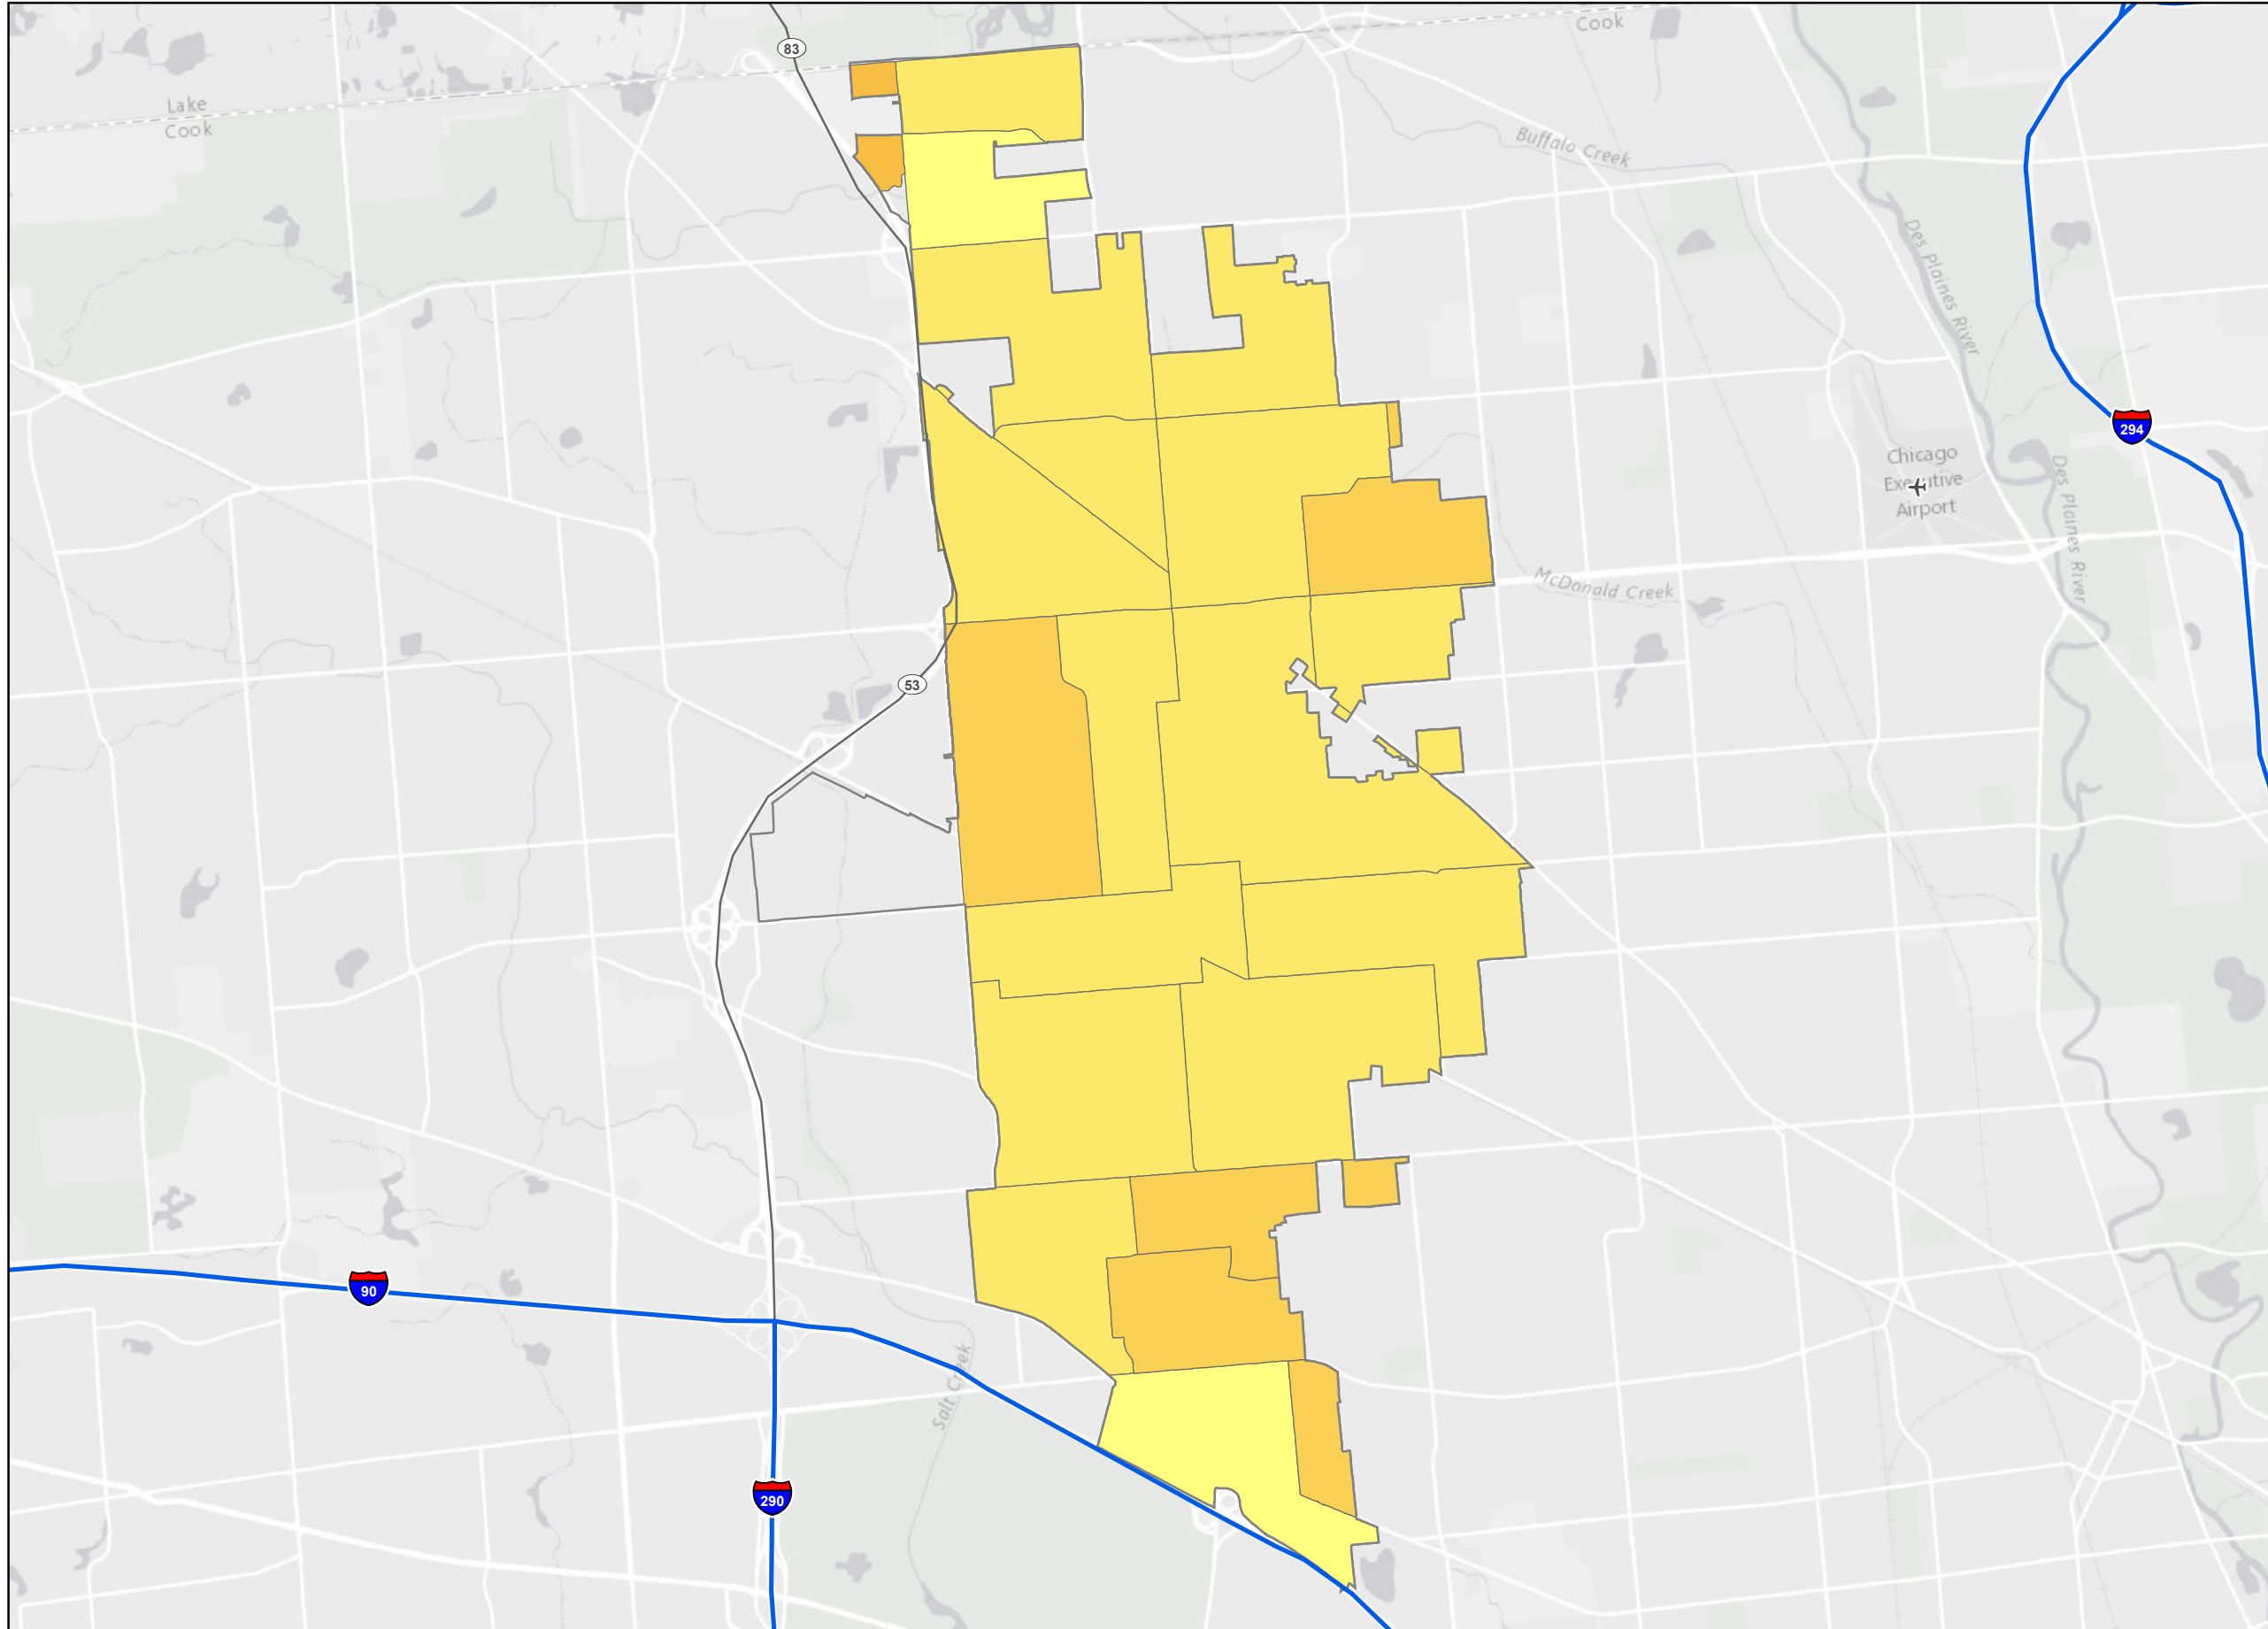 Cook
83
Lake
Cook
Buffalo Creek
Des Plaines River
294
Chicago
Executive
Airport
Des Plaines River
McDonald Creek
53
90
Salt Creek
290